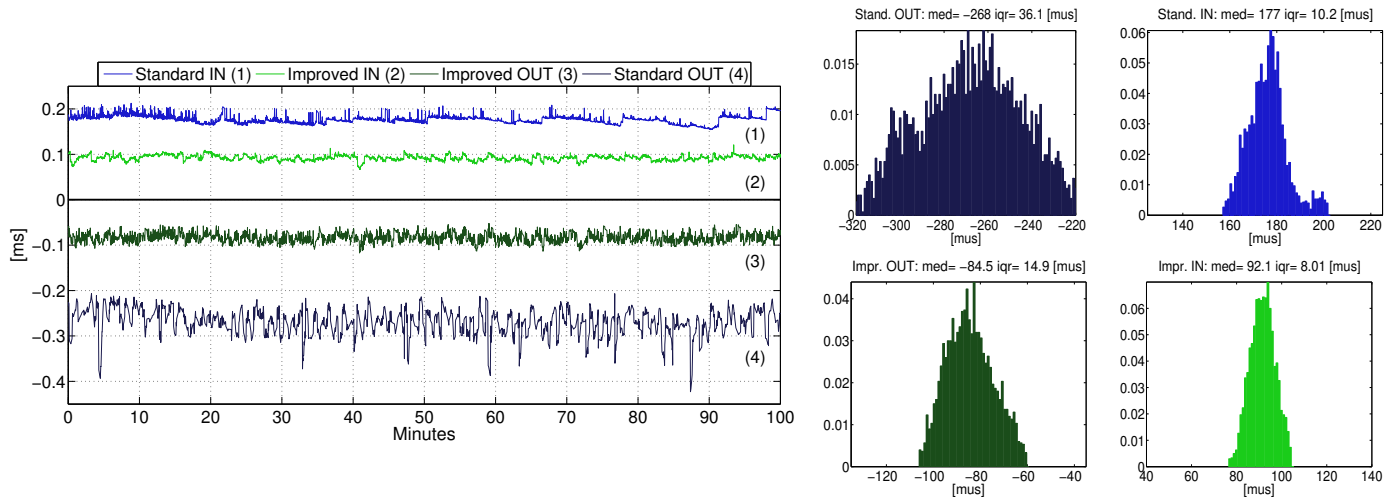 Standard IN (1) Improved IN (2) Improved OUT (3) Standard OUT (4)
0.2
0.1
0
−0.1
−0.2
−0.3
−0.4
[ms]
(1)
(2)
(3)
(4)
0 10 20 30 40 50 60 70 80 90 100
Minutes
Stand. OUT: med= −268 iqr= 36.1 [mus]
0.015
0.01
0.005
0
−320 −300 −280 −260 −240 −220
[mus]
Stand. IN: med= 177 iqr= 10.2 [mus]
0.06
0.05
0.04
0.03
0.02
0.01
0
140 160 180 200 220
[mus]
Impr. OUT: med= −84.5 iqr= 14.9 [mus]
0.04
0.03
0.02
0.01
0
−120 −100 −80 −60 −40
[mus]
Impr. IN: med= 92.1 iqr= 8.01 [mus]
0.06
0.05
0.04
0.03
0.02
0.01
0
40 60 80 100 120 140
[mus]